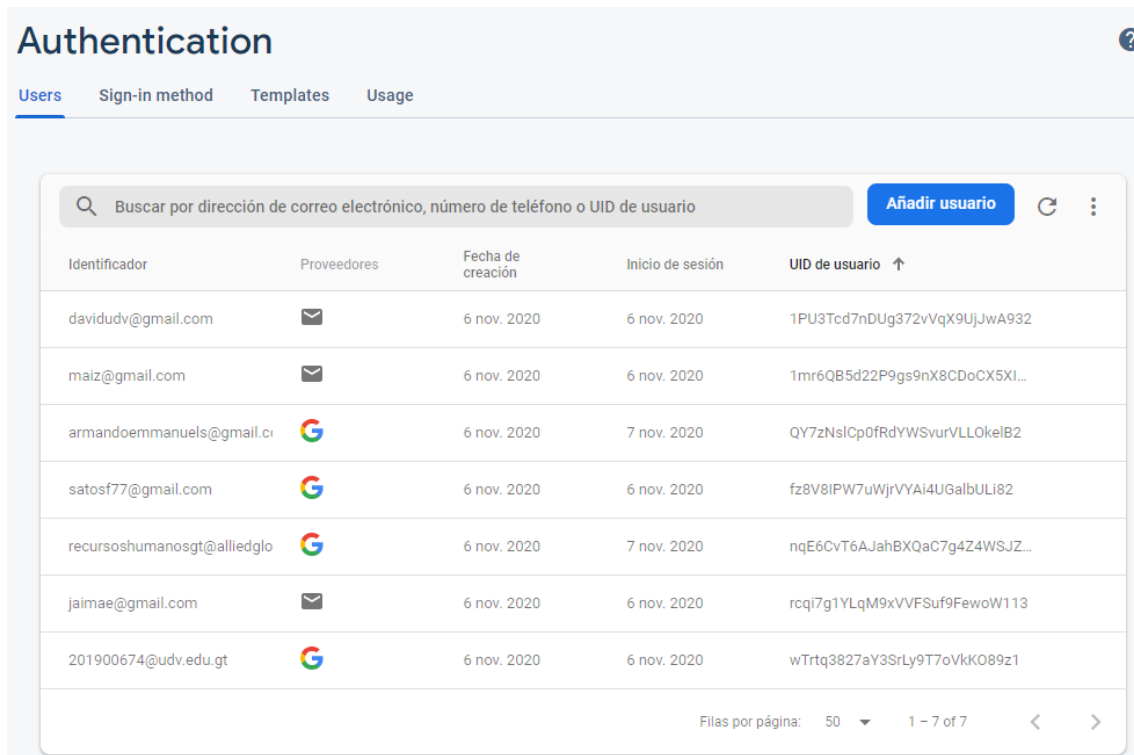 Authentication
Users Sign-in method Templates Usage
Buscar por dirección de correo electrónico, número de teléfono o UID de usuario Añadir usuario
Identificador Proveedores Fecha de creación Inicio de sesión UID de usuario
davidudv@gmail.com 6 nov. 2020 6 nov. 2020 1PU3Tcd7nDUg372vVqX9UjJwA932
maiz@gmail.com 6 nov. 2020 6 nov. 2020 1mr6QB5d22P9gs9nX8CDoCX5XI...
armandoemmanuels@gmail.co 6 nov. 2020 7 nov. 2020 QY7zNslCp0fRdYWSvurVLLOkelB2
satosf77@gmail.com 6 nov. 2020 6 nov. 2020 fz8V8IPW7uWjrVYAi4UGalbULi82
recursoshumanosgt@alliedglo 6 nov. 2020 7 nov. 2020 nqE6CvT6AJahBXQaC7g4Z4WSJZ...
jaimae@gmail.com 6 nov. 2020 6 nov. 2020 rcqi7g1YLqM9xVVFSuf9FewoW113
201900674@udv.edu.gt 6 nov. 2020 6 nov. 2020 wTrtq3827aY3SrLy9T7oVkKO89z1
Filas por página: 50 1 – 7 of 7